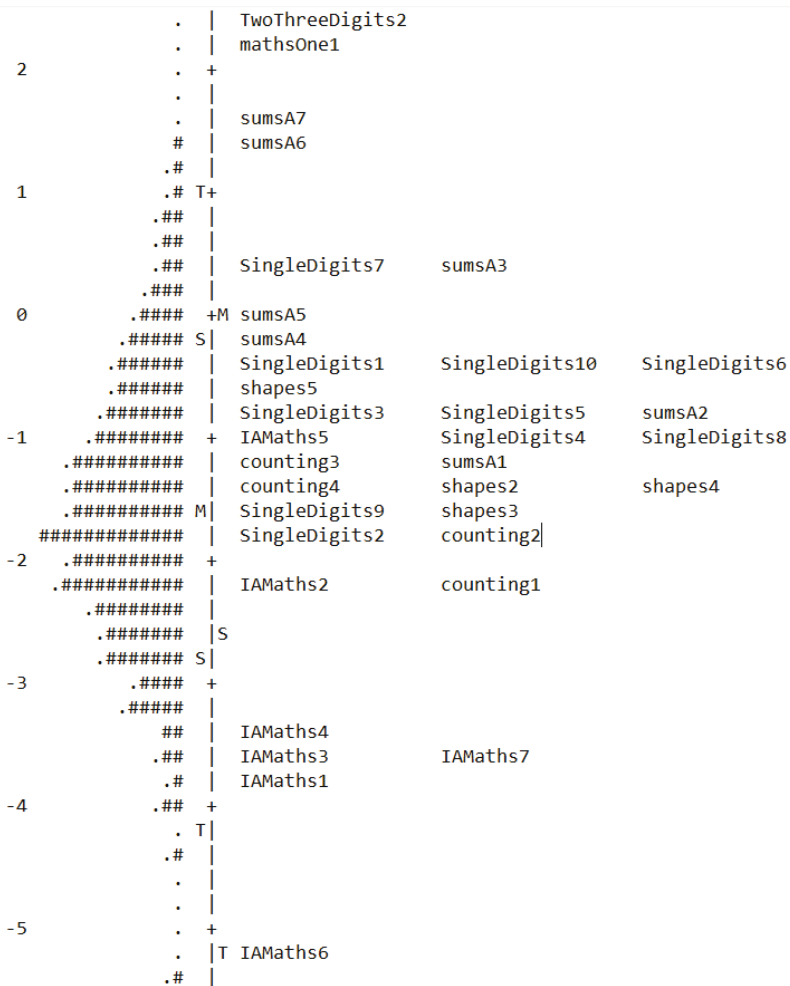 . | TwoThreeDigits2
                . | mathsOne1
 2              . +
                . |
                . | sumsA7
                # | sumsA6
               .# |
 1             .# T+
              .## |
              .## |
              .## | SingleDigits7 sumsA3
             .### |
 0          .#### +M sumsA5
           .##### S| sumsA4
          .###### | SingleDigits1 SingleDigits10 SingleDigits6
          .###### | shapes5
         .####### | SingleDigits3 SingleDigits5 sumsA2
-1      .######## + IAMaths5 SingleDigits4 SingleDigits8
      .########## | counting3 sumsA1
      .########## | counting4 shapes2 shapes4
      .########## M| SingleDigits9 shapes3
    ############# | SingleDigits2 counting2
-2    .########## +
     .########### | IAMaths2 counting1
        .######## |
         .####### |S
         .####### S|
-3          .#### +
           .##### |
               ## | IAMaths4
              .## | IAMaths3 IAMaths7
               .# | IAMaths1
-4            .## +
                . T|
               .# |
                . |
                . |
-5              . +
                . |T IAMaths6
               .# |